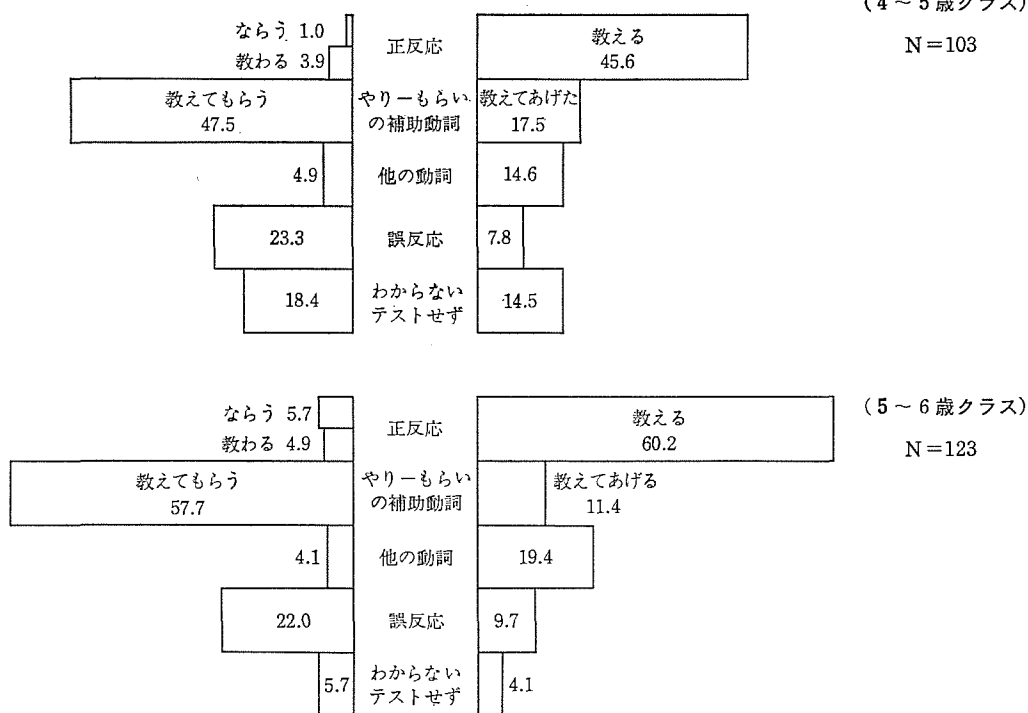 (4～5歳クラス)
N＝103
ならう 1.0
教わる 3.9
正反応
教える
45.6
教えてもらう
47.5
やりーもらい
の補助動詞
教えてあげた
17.5
4.9
他の動詞
14.6
23.3
誤反応
7.8
18.4
わからない
テストせず
14.5
(5～6歳クラス)
N＝123
ならう 5.7
教わる 4.9
正反応
教える
60.2
教えてもらう
57.7
やりーもらい
の補助動詞
教えてあげる
11.4
4.1
他の動詞
19.4
22.0
誤反応
9.7
5.7
わからない
テストせず
4.1